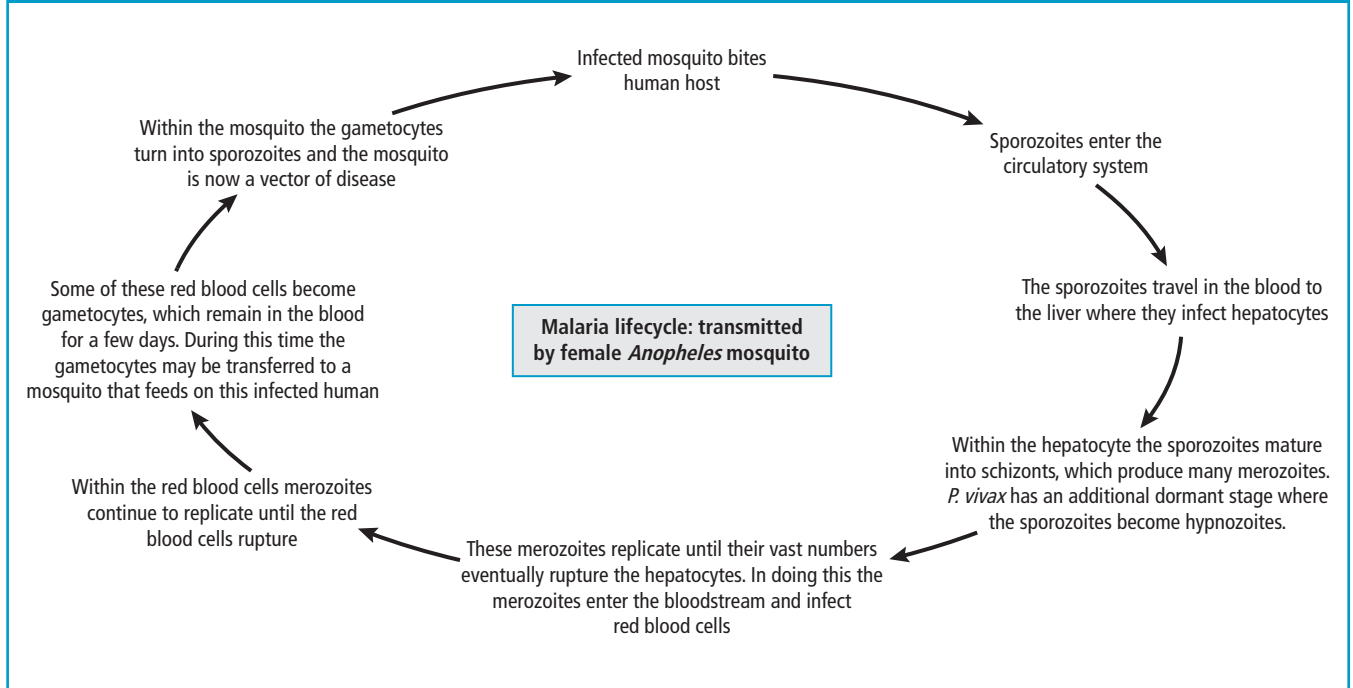 Infected mosquito bites
human host
Sporozoites enter the
circulatory system
The sporozoites travel in the blood to
the liver where they infect hepatocytes
Within the hepatocyte the sporozoites mature
into schizonts, which produce many merozoites.
P. vivax has an additional dormant stage where
the sporozoites become hypnozoites.
These merozoites replicate until their vast numbers
eventually rupture the hepatocytes. In doing this the
merozoites enter the bloodstream and infect
red blood cells
Within the red blood cells merozoites
continue to replicate until the red
blood cells rupture
Some of these red blood cells become
gametocytes, which remain in the blood
for a few days. During this time the
gametocytes may be transferred to a
mosquito that feeds on this infected human
Within the mosquito the gametocytes
turn into sporozoites and the mosquito
is now a vector of disease
Malaria lifecycle: transmitted
by female Anopheles mosquito